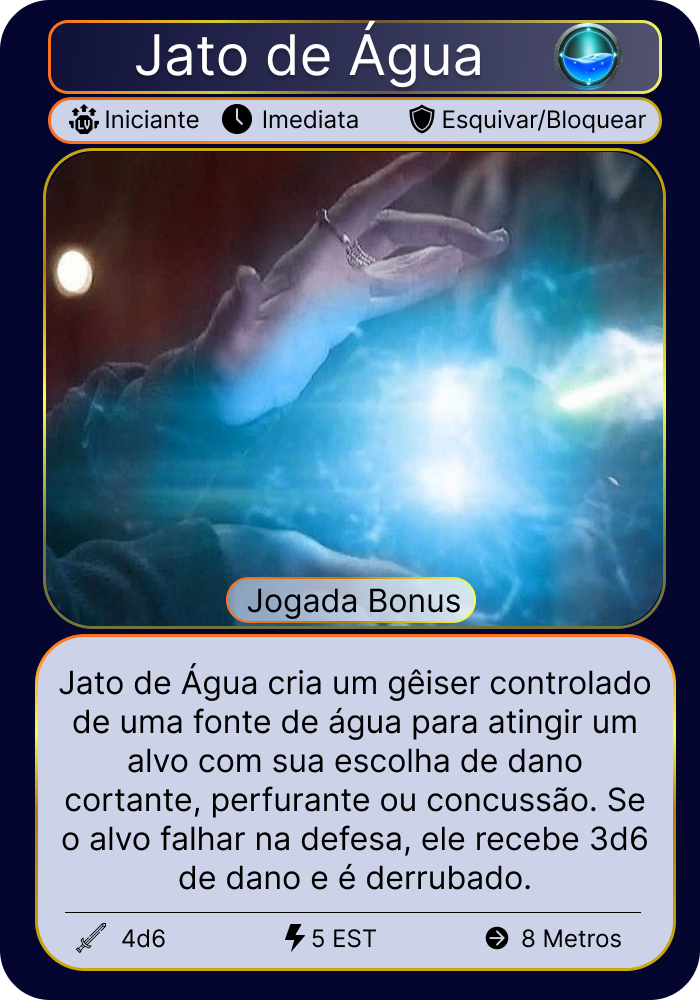 Jato de Água
LV Iniciante Imediata Esquivar/Bloquear
Jogada Bonus
Jato de Água cria um gêiser controlado
de uma fonte de água para atingir um
alvo com sua escolha de dano
cortante, perfurante ou concussão. Se
o alvo falhar na defesa, ele recebe 3d6
de dano e é derrubado.
4d6 5 EST 8 Metros